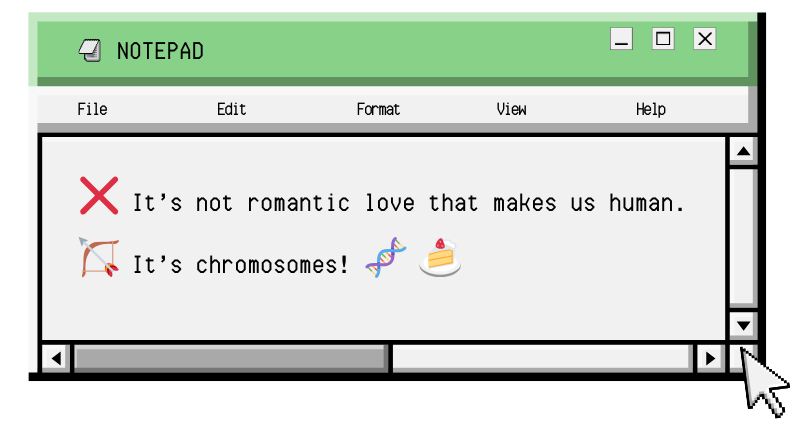 NOTEPAD
File Edit Format View Help
❌ It's not romantic love that makes us human.
🏹 It's chromosomes! 🧬 🍰